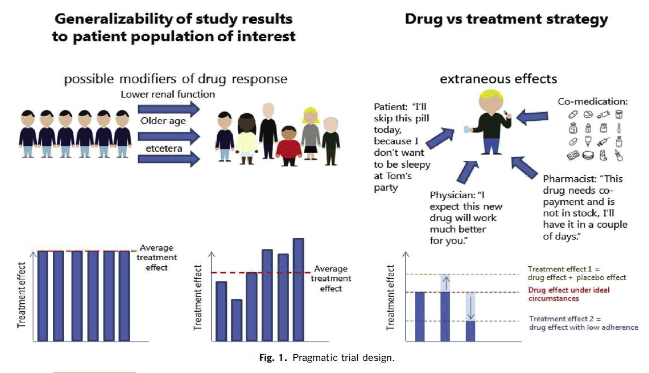 Generalizability of study results
to patient population of interest
possible modifiers of drug response
Lower renal function
Older age
etcetera
Treatment effect
Average
treatment
effect
Treatment effect
Average
treatment
effect
Drug vs treatment strategy
extraneous effects
Patient: "I'll
skip this pill
today,
because I
don't want
to be sleepy
at Tom's
party
Co-medication:
Physician: "I
expect this new
drug will work
much better
for you."
Pharmacist: "This
drug needs co-
payment and is
not in stock, I'll
have it in a couple
of days."
Treatment effect
Treatment effect 1 =
drug effect + placebo effect
Drug effect under ideal
circumstances
Treatment effect 2 =
drug effect with low adherence
Fig. 1. Pragmatic trial design.